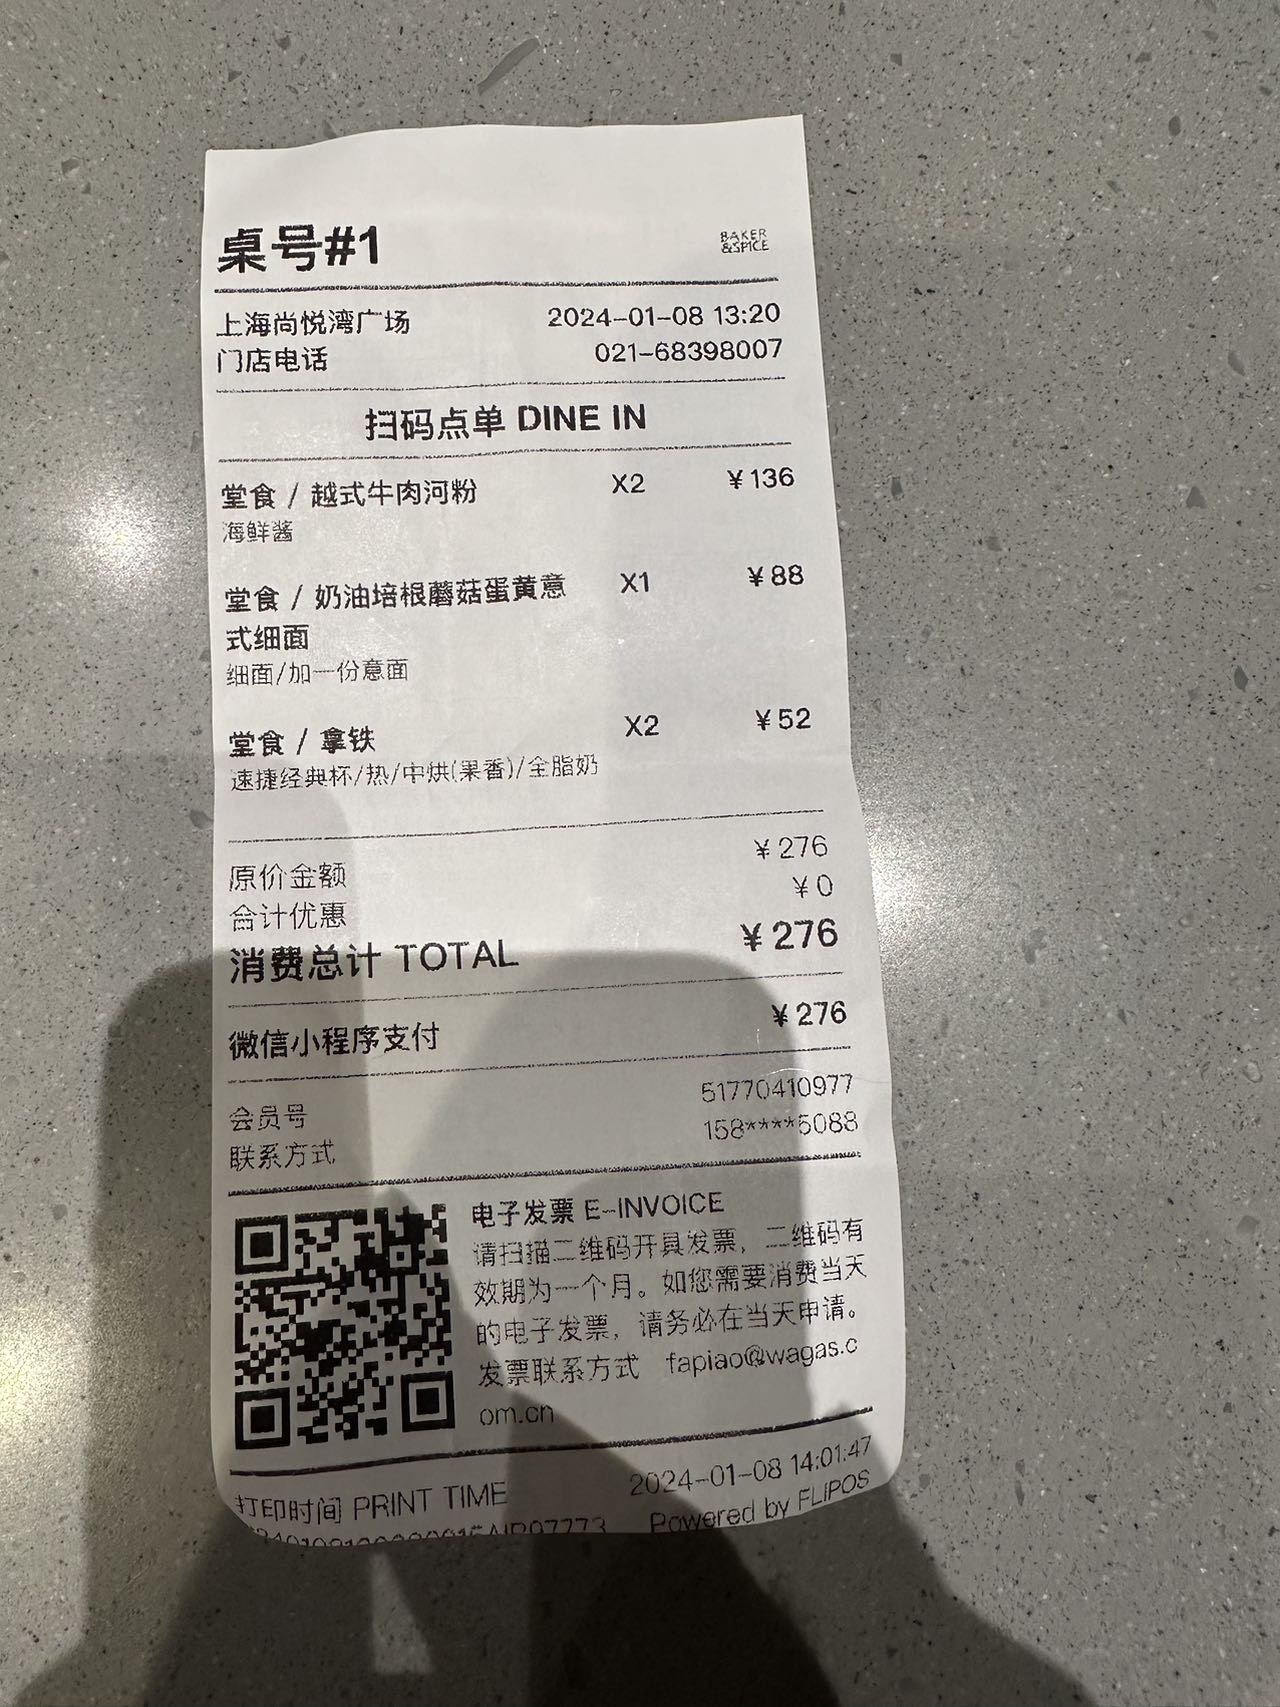 桌号#1
BAKER
&SPICE
上海尚悦湾广场 2024-01-08 13:20
门店电话 021-68398007
扫码点单 DINE IN
堂食 / 越式牛肉河粉 X2 ¥136
海鲜酱
堂食 / 奶油培根蘑菇蛋黄意 X1 ¥88
式细面
细面/加一份意面
堂食 / 拿铁 X2 ¥52
速捷经典杯/热/中烘(果香)/全脂奶
原价金额 ¥276
合计优惠 ¥0
消费总计 TOTAL ¥276
微信小程序支付 ¥276
会员号 51770410977
联系方式 158****5088
电子发票 E-INVOICE
请扫描二维码开具发票，二维码有
效期为一个月。如您需要消费当天
的电子发票，请务必在当天申请。
发票联系方式 fapiao@wagas.c
om.cn
打印时间 PRINT TIME 2024-01-08 14:01:47
Powered by FLIPOS